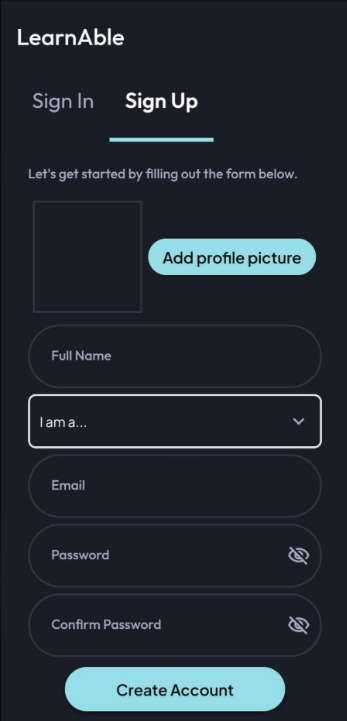 LearnAble
Sign In Sign Up
Let's get started by filling out the form below.
Add profile picture
Full Name
I am a...
Email
Password
Confirm Password
Create Account